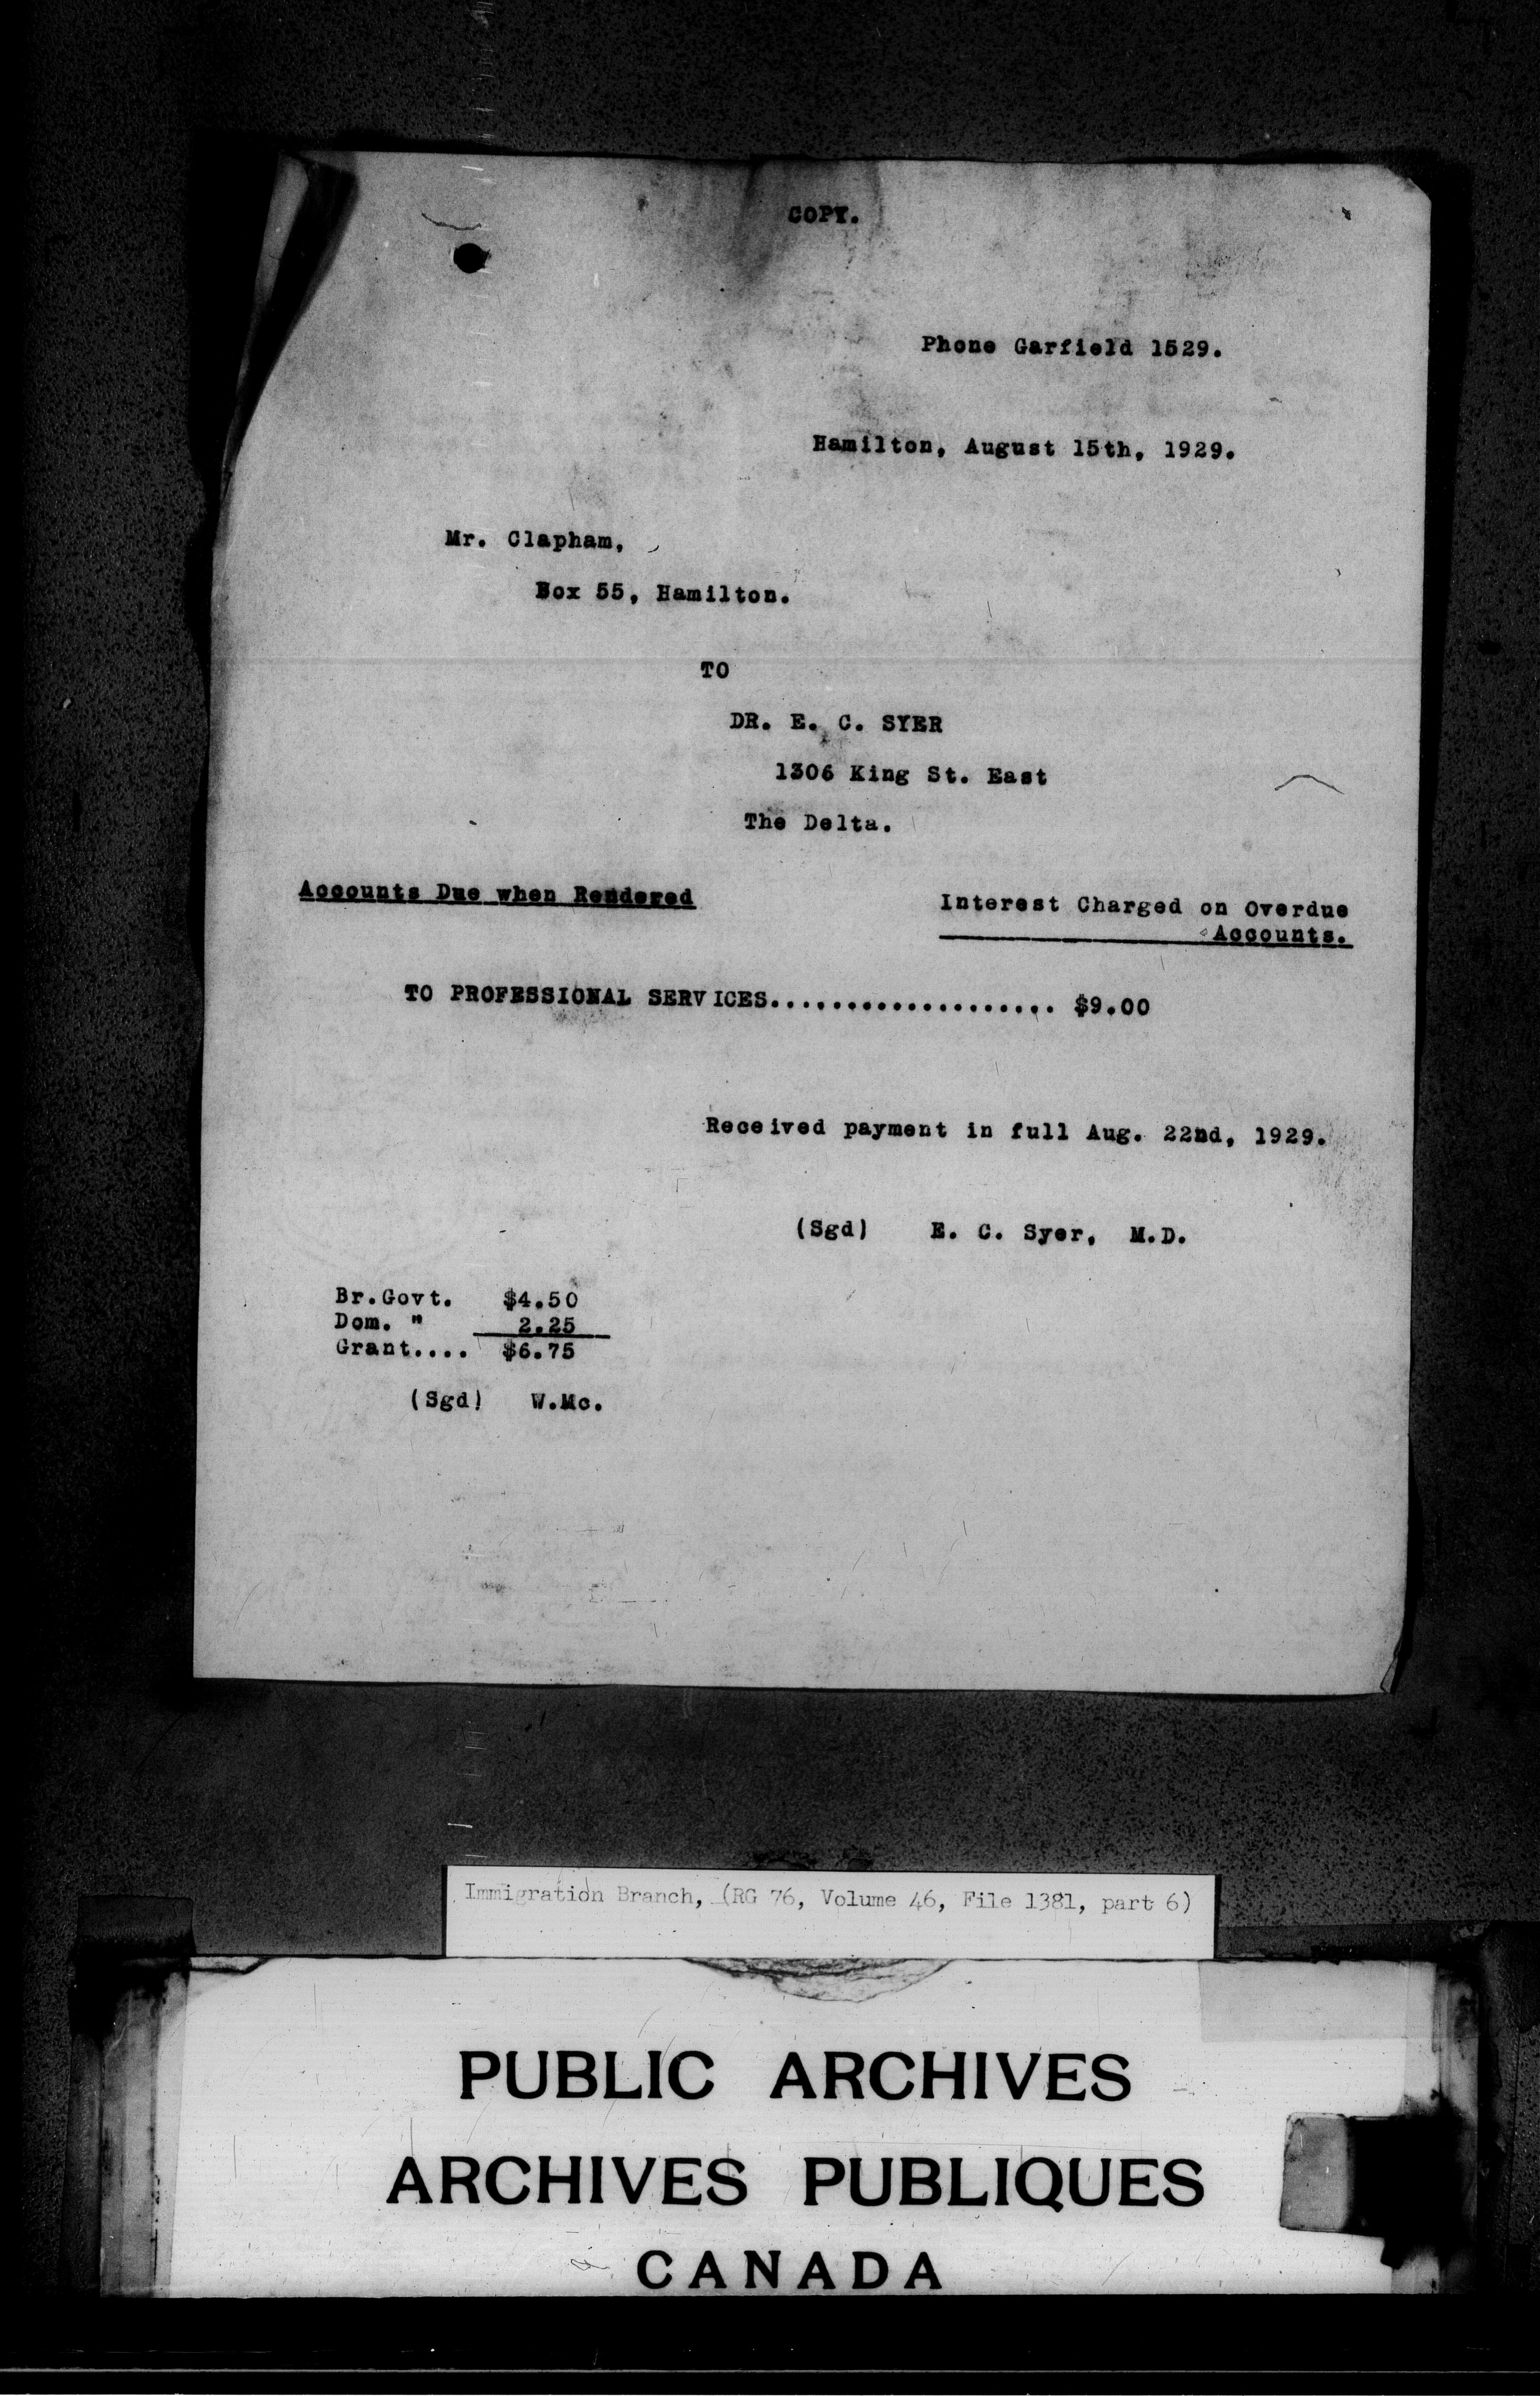 COPY.
Phone Garfield 1529.
Hamilton, August 15th, 1929.
Mr. Clapham,
Box 55, Hamilton.
TO
DR. E. C. SYER
1306 King St. East
The Delta.
Accounts Due when Rendered
Interest Charged on Overdue
Accounts.
TO PROFESSIONAL SERVICES................... $9.00
Received payment in full Aug. 22nd, 1929.
(Sgd) E. C. Syer, M.D.
Br.Govt. $4.50
Dom. " 2.25
Grant.... $6.75
(Sgd) W.Mc.
Immigration Branch, (RG 76, Volume 46, File 1381, part 6)
PUBLIC ARCHIVES
ARCHIVES PUBLIQUES
CANADA